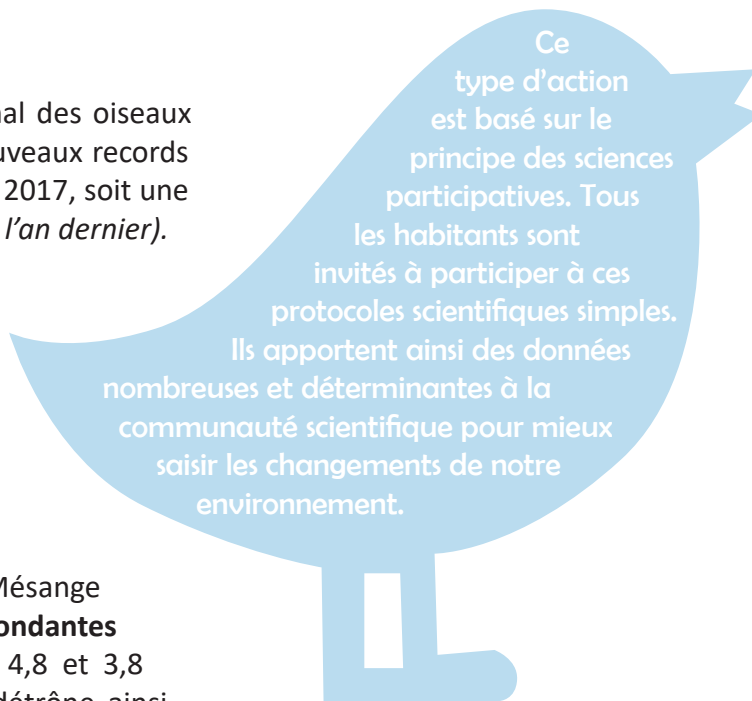 nal des oiseaux
uveaux records
2017, soit une
l’an dernier).
Ce
type d’action
est basé sur le
principe des sciences
participatives. Tous
les habitants sont
invités à participer à ces
protocoles scientifiques simples.
Ils apportent ainsi des données
nombreuses et déterminantes à la
communauté scientifique pour mieux
saisir les changements de notre
environnement.
Mésange
ondantes
4,8 et 3,8
détrône ainsi